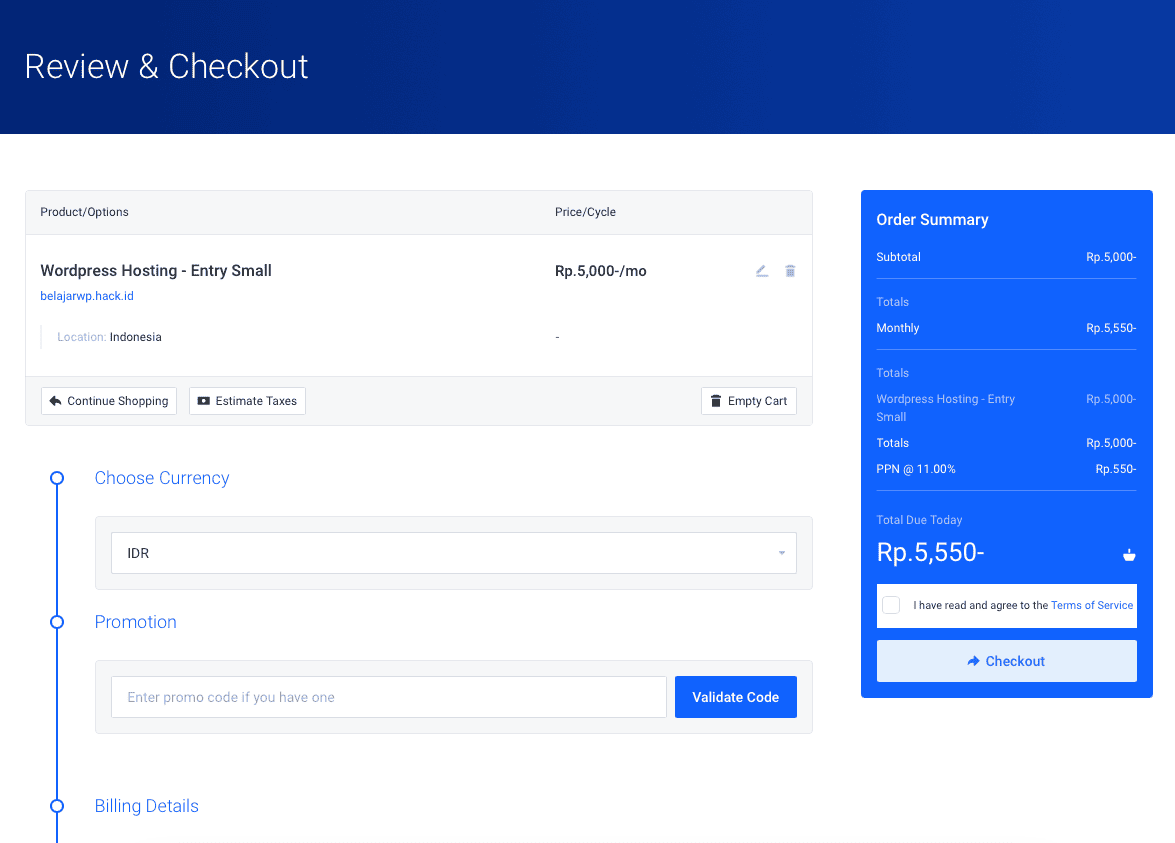 Review & Checkout
Product/Options Price/Cycle
Wordpress Hosting - Entry Small Rp.5,000-/mo
belajarwp.hack.id
Location: Indonesia -
Continue Shopping Estimate Taxes Empty Cart
Choose Currency
IDR
Promotion
Enter promo code if you have one Validate Code
Billing Details
Order Summary
Subtotal Rp.5,000-
Totals
Monthly Rp.5,550-
Totals
Wordpress Hosting - Entry Rp.5,000-
Small
Totals Rp.5,000-
PPN @ 11.00% Rp.550-
Total Due Today
Rp.5,550-
I have read and agree to the Terms of Service
Checkout